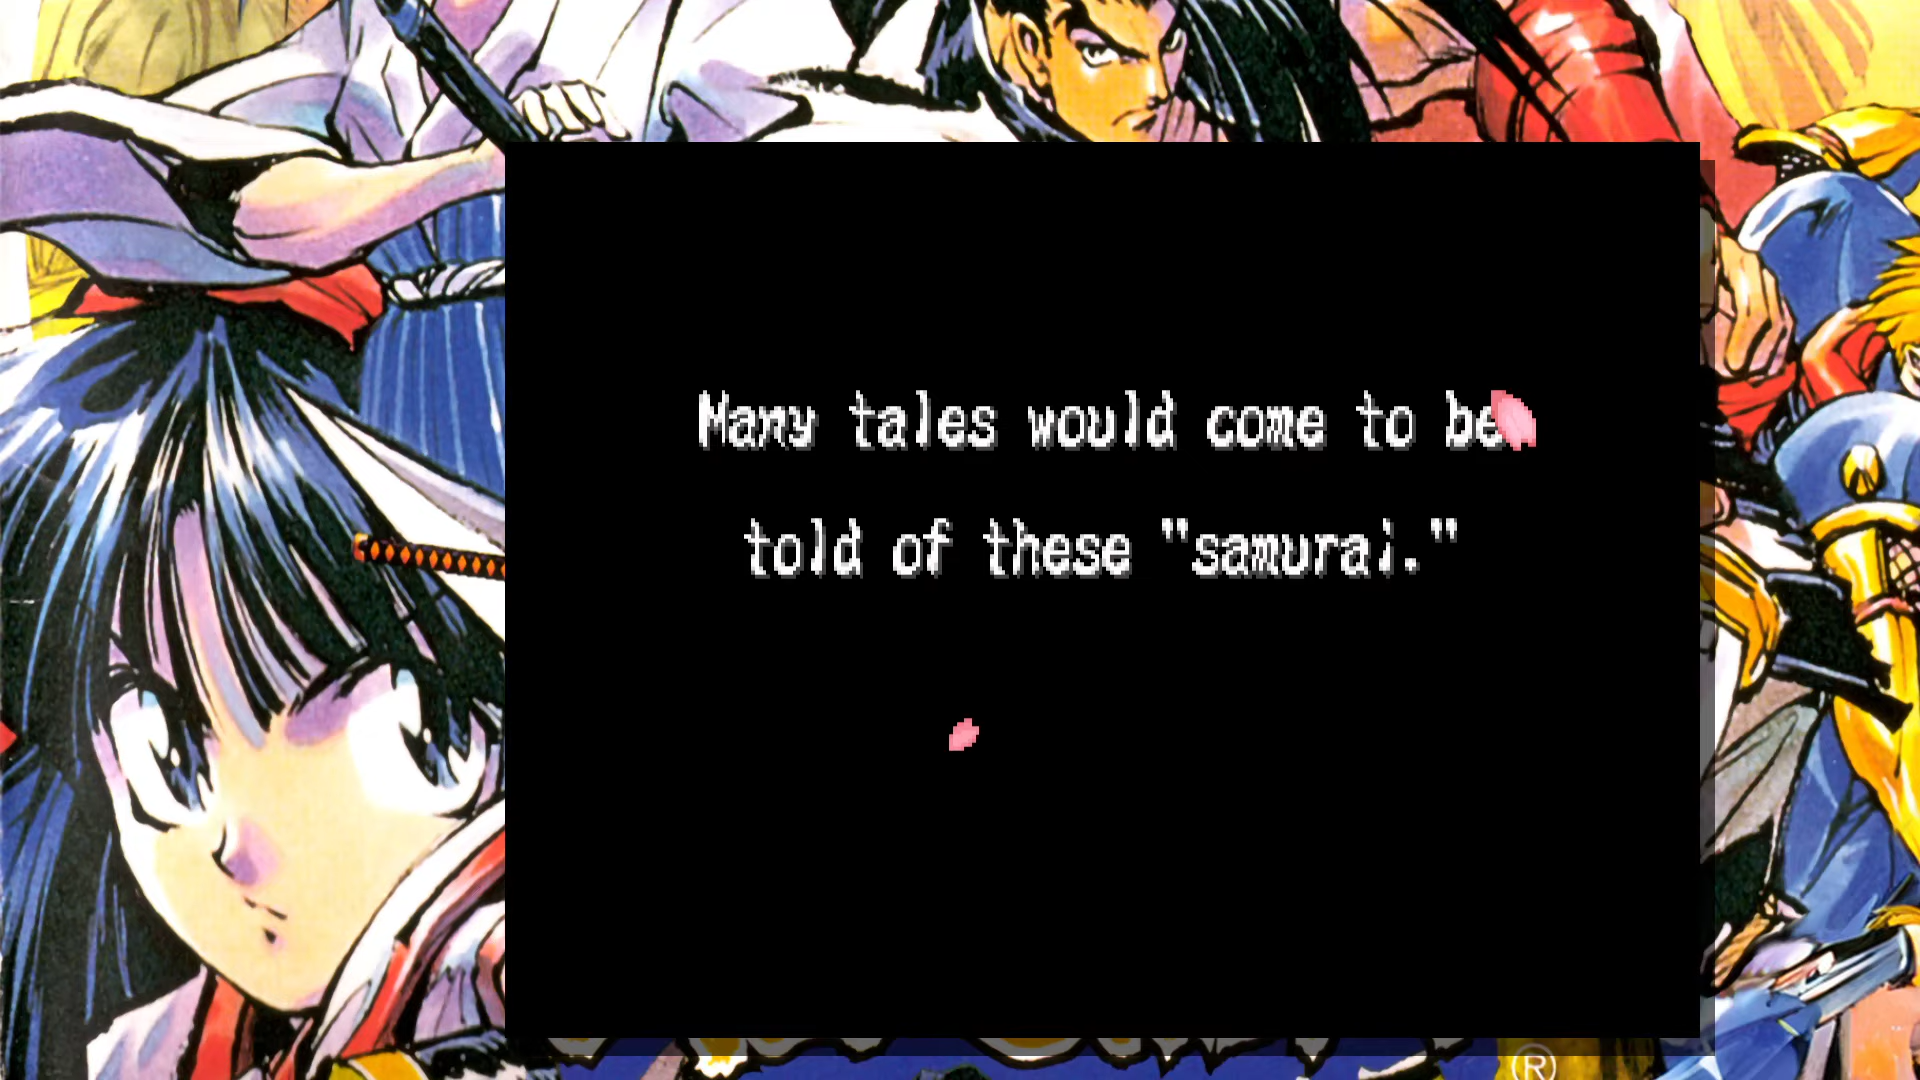 Many tales would come to be
told of these "samurai."
®